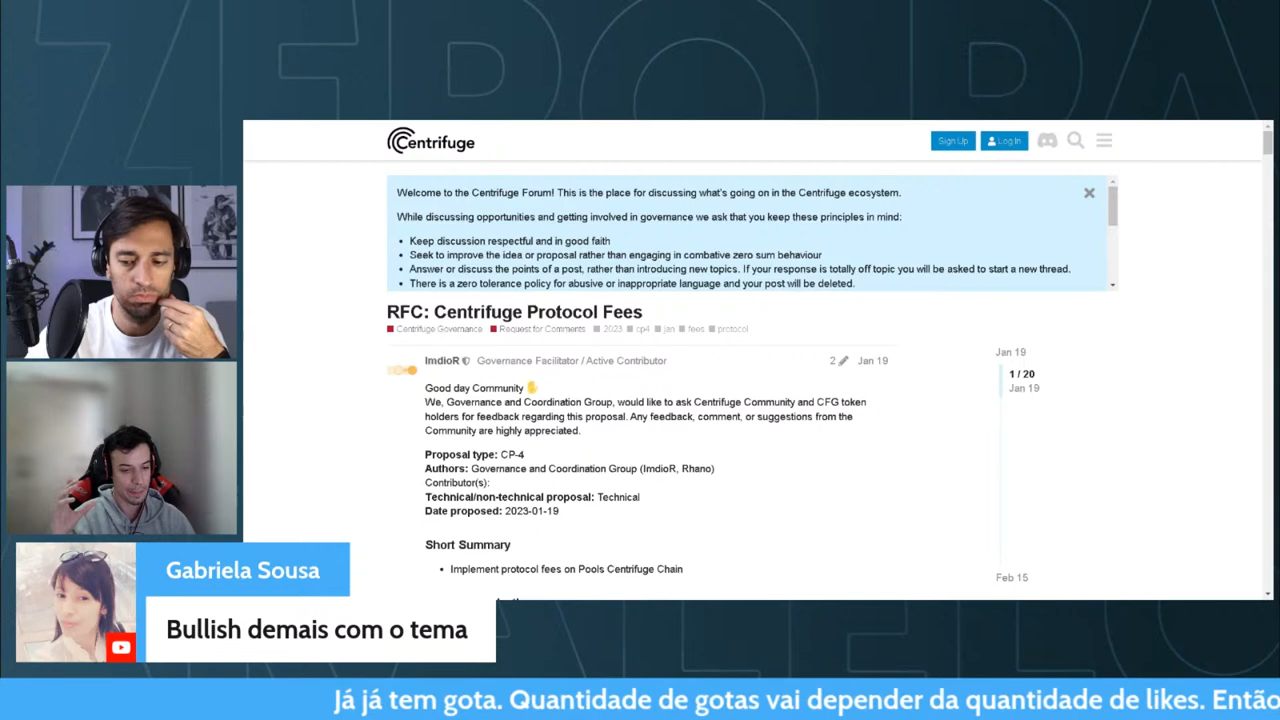 ZERO PA
Centrifuge
Sign Up
Log In
Welcome to the Centrifuge Forum! This is the place for discussing what's going on in the Centrifuge ecosystem.
While discussing opportunities and getting involved in governance we ask that you keep these principles in mind:
• Keep discussion respectful and in good faith
• Seek to improve the idea or proposal rather than engaging in combative zero sum behaviour
• Answer or discuss the points of a post, rather than introducing new topics. If your response is totally off topic you will be asked to start a new thread.
• There is a zero tolerance policy for abusive or inappropriate language and your post will be deleted.
RFC: Centrifuge Protocol Fees
Centrifuge Governance Request for Comments 2023 cp4 jan fees protocol
ImdioR Governance Facilitator / Active Contributor 2 Jan 19
Jan 19
1 / 20
Jan 19
Good day Community ✋
We, Governance and Coordination Group, would like to ask Centrifuge Community and CFG token
holders for feedback regarding this proposal. Any feedback, comment, or suggestions from the
Community are highly appreciated.
Proposal type: CP-4
Authors: Governance and Coordination Group (ImdioR, Rhano)
Contributor(s):
Technical/non-technical proposal: Technical
Date proposed: 2023-01-19
Short Summary
• Implement protocol fees on Pools Centrifuge Chain
Feb 15
Gabriela Sousa
Bullish demais com o tema
Já já tem gota. Quantidade de gotas vai depender da quantidade de likes. Então